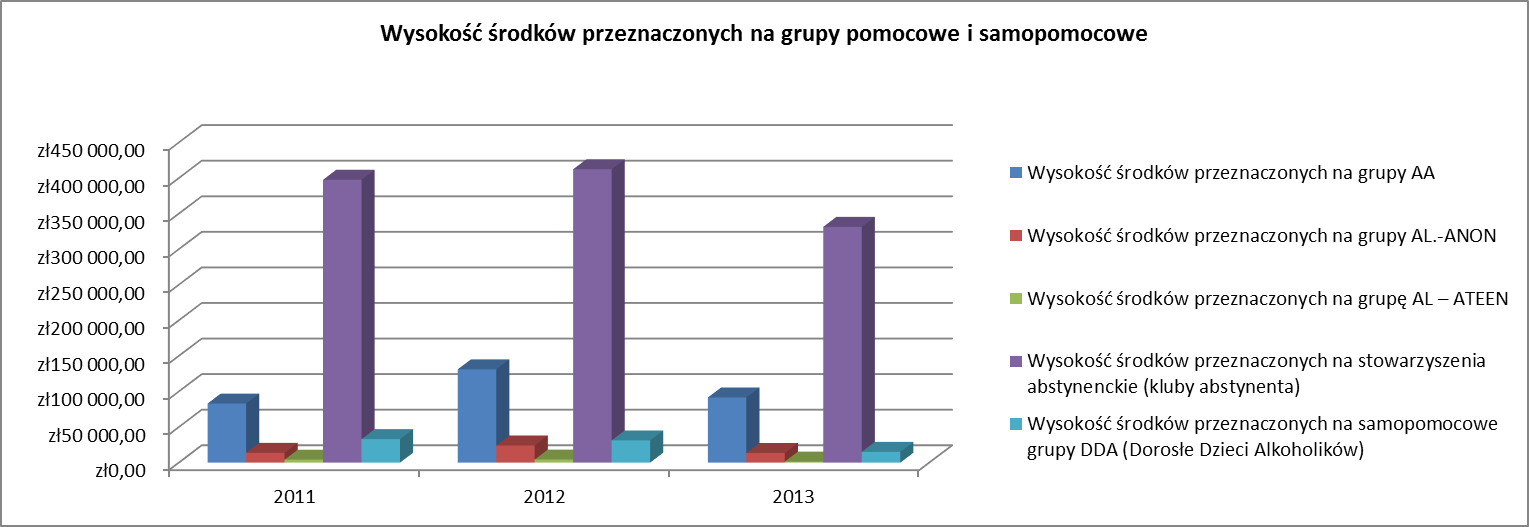 Wysokość środków przeznaczonych na grupy pomocowe i samopomocowe
zł450 000,00
zł400 000,00
zł350 000,00
zł300 000,00
zł250 000,00
zł200 000,00
zł150 000,00
zł100 000,00
zł50 000,00
zł0,00
2011
2012
2013
Wysokość środków przeznaczonych na grupy AA
Wysokość środków przeznaczonych na grupy AL.-ANON
Wysokość środków przeznaczonych na grupę AL – ATEEN
Wysokość środków przeznaczonych na stowarzyszenia
abstynenckie (kluby abstynenta)
Wysokość środków przeznaczonych na samopomocowe
grupy DDA (Dorosłe Dzieci Alkoholików)